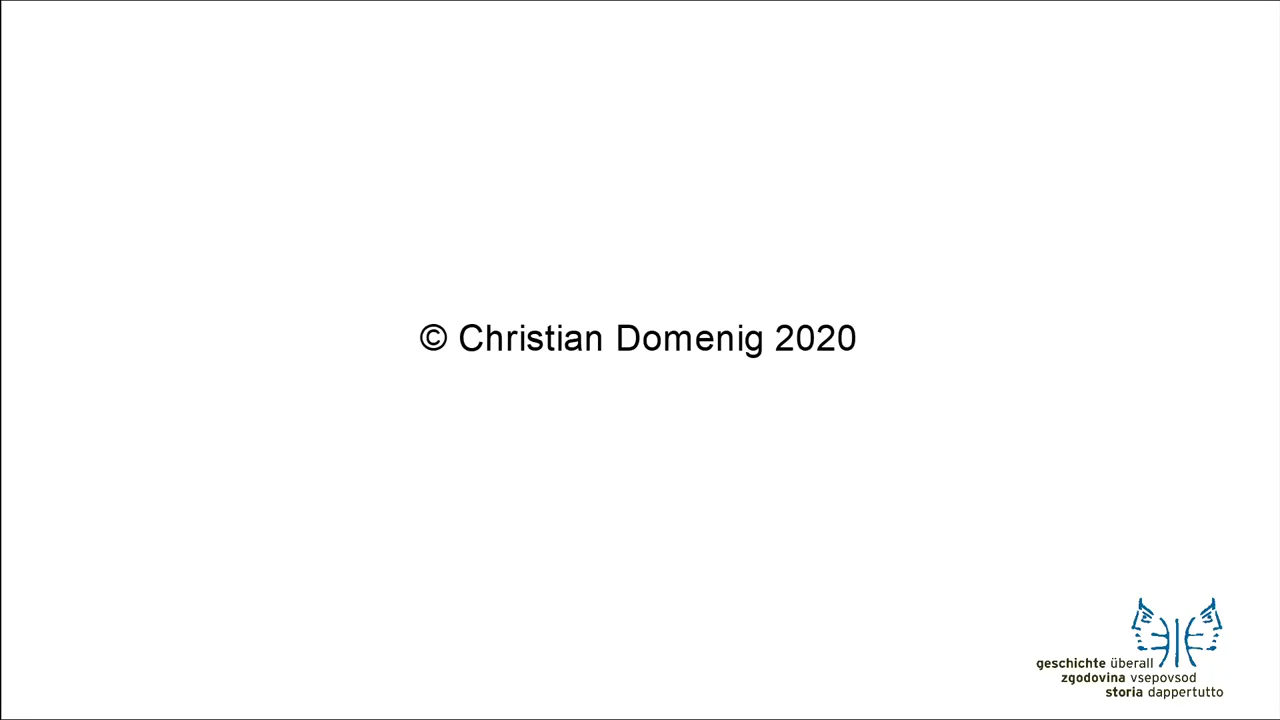 © Christian Domenig 2020
geschichte überall
zgodovina vsepovsod
storia dappertutto